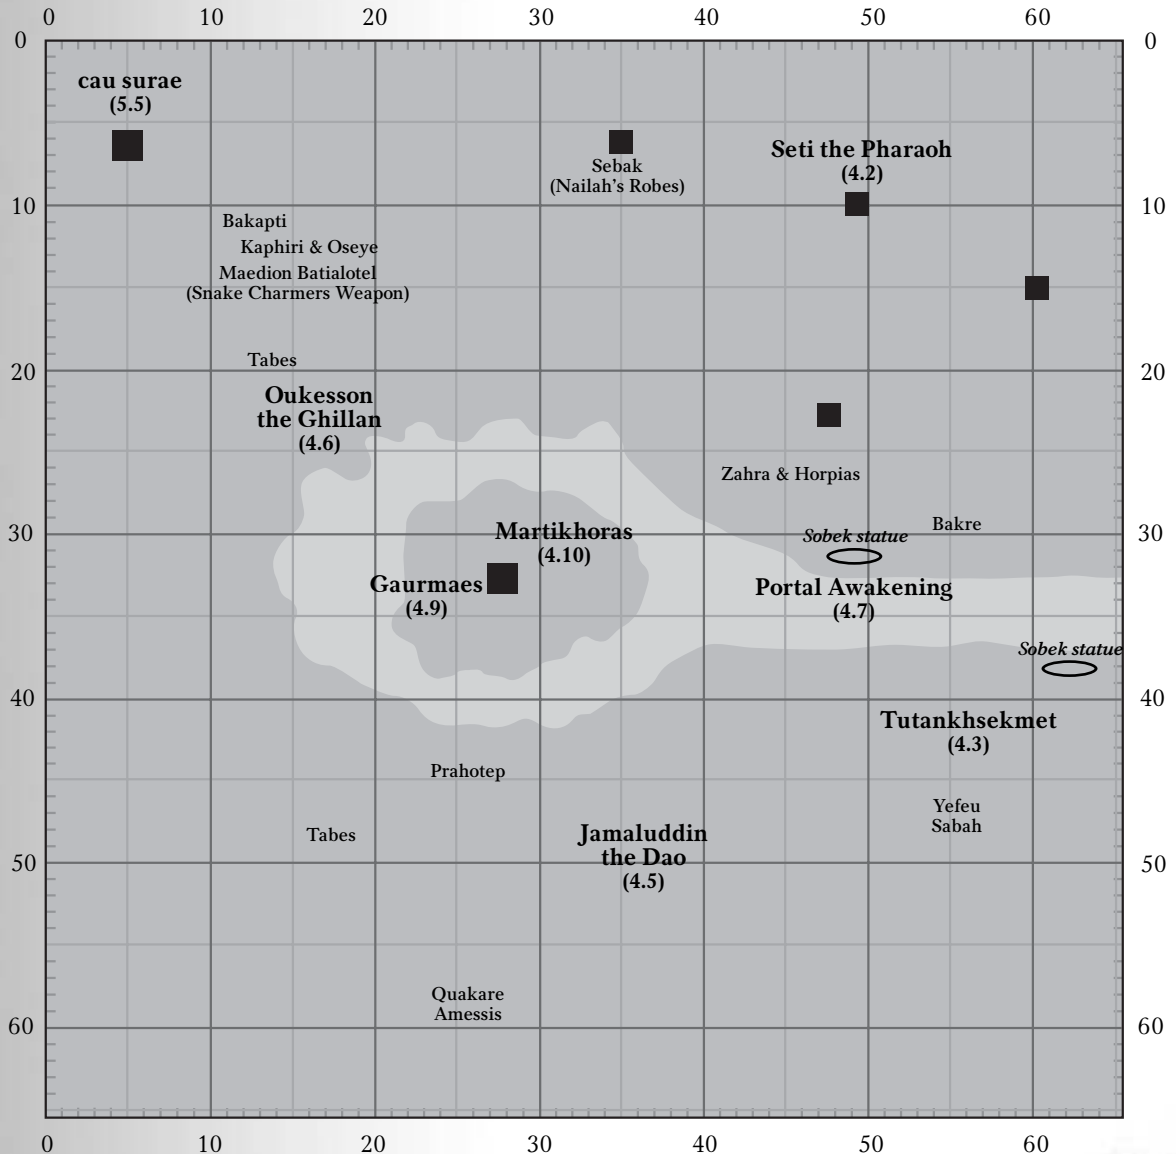 0 10 20 30 40 50 60
0 0
cau surae
(5.5)
Sebak
(Nailah's Robes)
Seti the Pharaoh
(4.2)
10 10
Bakapti
Kaphiri & Oseye
Maedion Batialotel
(Snake Charmers Weapon)
Tabes
20 20
Oukesson
the Ghillan
(4.6)
Zahra & Horpias
Bakre
30 30
Martikhoras
(4.10)
Sobek statue
Gaurmaes
(4.9)
Portal Awakening
(4.7)
Sobek statue
40 40
Tutankhsekmet
(4.3)
Prahotep
Yefeu
Sabah
Tabes
Jamaluddin
the Dao
(4.5)
50 50
Quakare
Amessis
60 60
0 10 20 30 40 50 60